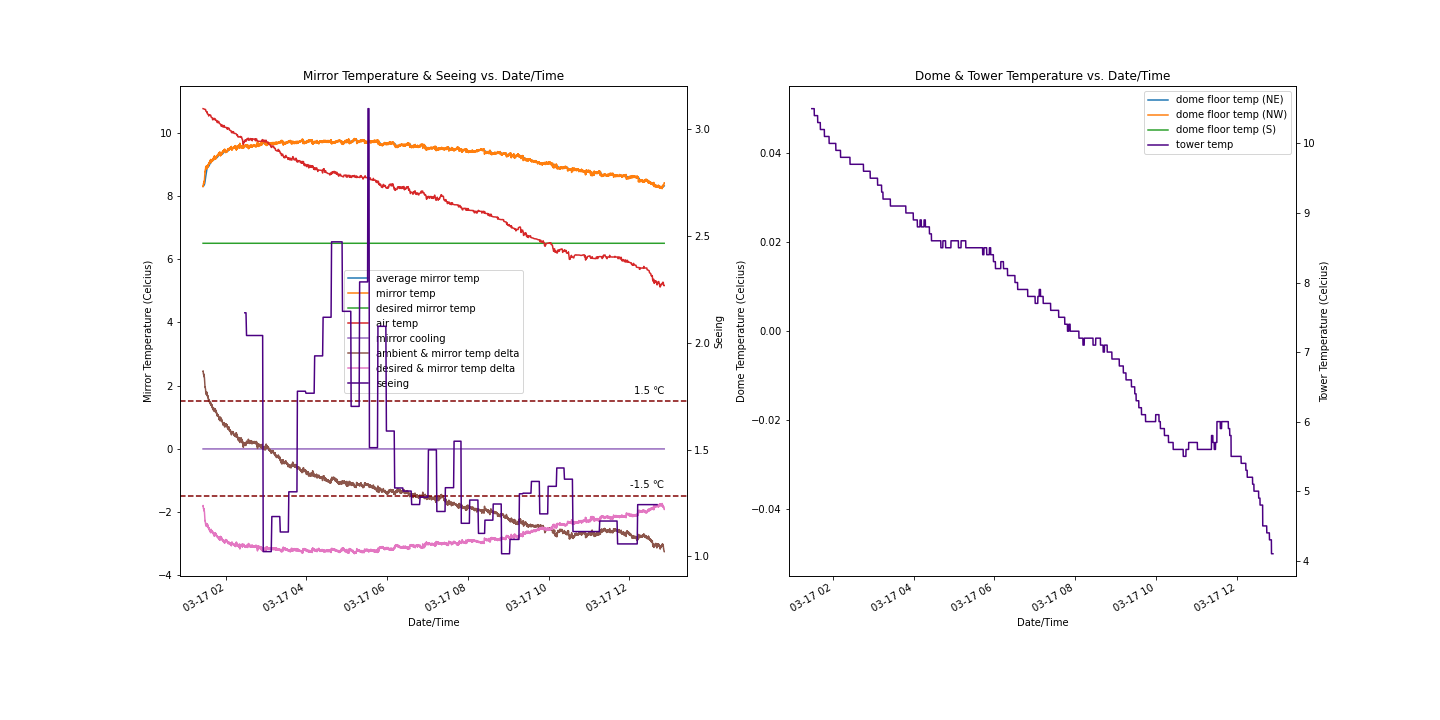 Mirror Temperature & Seeing vs. Date/Time
Mirror Temperature (Celcius)
10
8
6
4
2
0
−2
−4
3.0
2.5
2.0
1.5
1.0
Seeing
average mirror temp
mirror temp
desired mirror temp
air temp
mirror cooling
ambient & mirror temp delta
desired & mirror temp delta
seeing
1.5 °C
-1.5 °C
03-17 02
03-17 04
03-17 06
03-17 08
03-17 10
03-17 12
Date/Time
Dome & Tower Temperature vs. Date/Time
Dome Temperature (Celcius)
0.04
0.02
0.00
−0.02
−0.04
dome floor temp (NE)
dome floor temp (NW)
dome floor temp (S)
tower temp
10
9
8
7
6
5
4
Tower Temperature (Celcius)
03-17 02
03-17 04
03-17 06
03-17 08
03-17 10
03-17 12
Date/Time